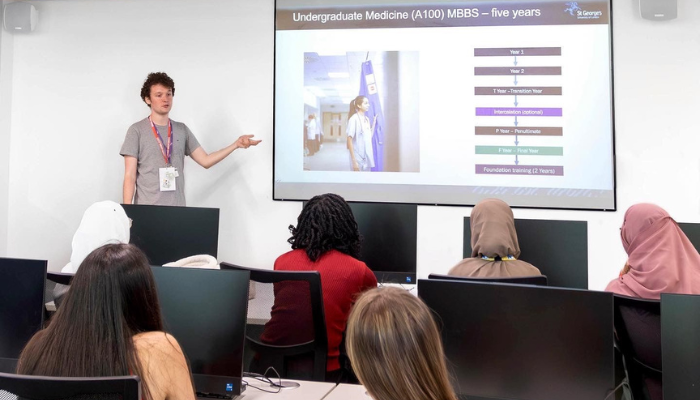 Undergraduate Medicine (A100) MBBS – five years
St George's
Year 1
Year 2
T Year –Transition Year
Intercalation (optional)
P Year – Penultimate
F Year – Final Year
Foundation training (2 Years)